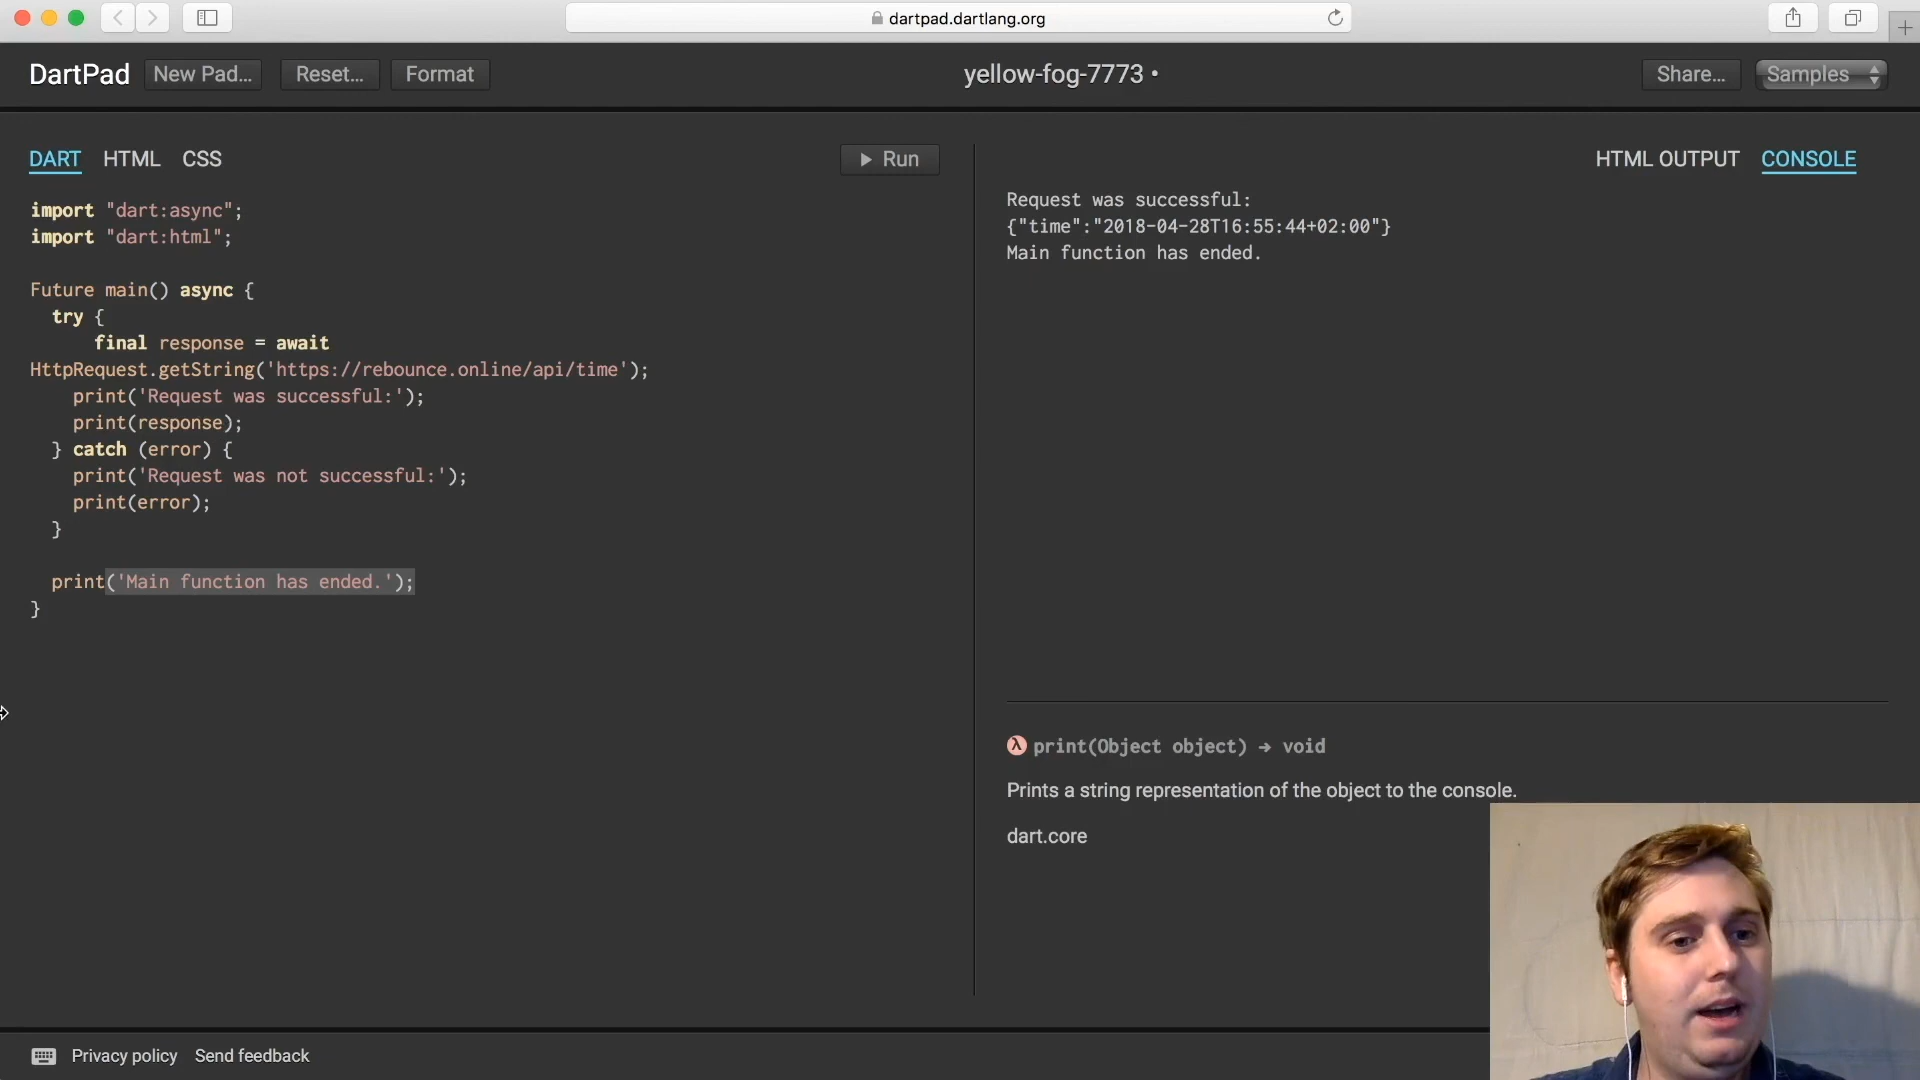 dartpad.dartlang.org
DartPad New Pad... Reset... Format yellow-fog-7773 • Share... Samples
DART HTML CSS Run HTML OUTPUT CONSOLE
import "dart:async";
import "dart:html";
Future main() async {
try {
final response = await
HttpRequest.getString('https://rebounce.online/api/time');
print('Request was successful:');
print(response);
} catch (error) {
print('Request was not successful:');
print(error);
}
print('Main function has ended.');
}
Request was successful:
{"time":"2018-04-28T16:55:44+02:00"}
Main function has ended.
λ print(Object object) → void
Prints a string representation of the object to the console.
dart.core
Privacy policy Send feedback